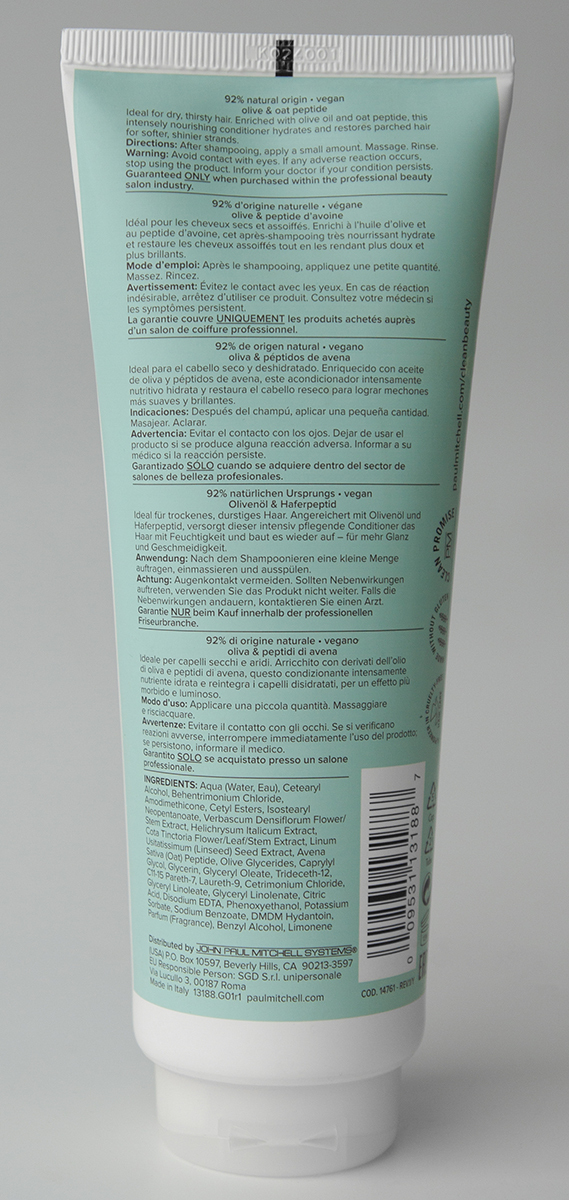 K024001
92% natural origin • vegan
olive & oat peptide
Ideal for dry, thirsty hair. Enriched with olive oil and oat peptide, this
intensely nourishing conditioner hydrates and restores parched hair
for softer, shinier strands.
Directions: After shampooing, apply a small amount. Massage. Rinse.
Warning: Avoid contact with eyes. If any adverse reaction occurs,
stop using the product. Inform your doctor if your condition persists.
Guaranteed ONLY when purchased within the professional beauty
salon industry.
92% d'origine naturelle • végane
olive & peptide d'avoine
Idéal pour les cheveux secs et assoiffés. Enrichi à l'huile d'olive et
au peptide d'avoine, cet après-shampooing très nourrissant hydrate
et restaure les cheveux assoiffés tout en les rendant plus doux et
plus brillants.
Mode d'emploi: Après le shampooing, appliquez une petite quantité.
Massez. Rincez.
Avertissement: Évitez le contact avec les yeux. En cas de réaction
indésirable, arrêtez d'utiliser ce produit. Consultez votre médecin si
les symptômes persistent.
La garantie couvre UNIQUEMENT les produits achetés auprès
d'un salon de coiffure professionnel.
92% de origen natural • vegano
oliva & péptidos de avena
Ideal para el cabello seco y deshidratado. Enriquecido con aceite
de oliva y péptidos de avena, este acondicionador intensamente
nutritivo hidrata y restaura el cabello reseco para lograr mechones
más suaves y brillantes.
Indicaciones: Después del champú, aplicar una pequeña cantidad.
Masajear. Aclarar.
Advertencia: Evitar el contacto con los ojos. Dejar de usar el
producto si se produce alguna reacción adversa. Informar a su
médico si la reacción persiste.
Garantizado SÓLO cuando se adquiere dentro del sector de
salones de belleza profesionales.
92% natürlichen Ursprungs • vegan
Olivenöl & Haferpeptid
Ideal für trockenes, durstiges Haar. Angereichert mit Olivenöl und
Haferpeptid, versorgt dieser intensiv pflegende Conditioner das
Haar mit Feuchtigkeit und baut es wieder auf – für mehr Glanz
und Geschmeidigkeit.
Anwendung: Nach dem Shampoonieren eine kleine Menge
auftragen, einmassieren und ausspülen.
Achtung: Augenkontakt vermeiden. Sollten Nebenwirkungen
auftreten, verwenden Sie das Produkt nicht weiter. Falls die
Nebenwirkungen andauern, kontaktieren Sie einen Arzt.
Garantie NUR beim Kauf innerhalb der professionellen
Friseurbranche.
92% di origine naturale • vegano
oliva & peptidi di avena
Ideale per capelli secchi e aridi. Arricchito con derivati dell'olio
di oliva e peptidi di avena, questo condizionante intensamente
nutriente idrata e reintegra i capelli disidratati, per un effetto più
morbido e luminoso.
Modo d'uso: Applicare una piccola quantità. Massaggiare
e risciacquare.
Avvertenze: Evitare il contatto con gli occhi. Se si verificano
reazioni avverse, interrompere immediatamente l'uso del prodotto;
se persistono, informare il medico.
Garantito SOLO se acquistato presso un salone
professionale.
INGREDIENTS: Aqua (Water, Eau), Cetearyl
Alcohol, Behentrimonium Chloride,
Amodimethicone, Cetyl Esters, Isostearyl
Neopentanoate, Verbascum Densiflorum Flower/
Stem Extract, Helichrysum Italicum Extract,
Cota Tinctoria Flower/Leaf/Stem Extract, Linum
Usitatissimum (Linseed) Seed Extract, Avena
Sativa (Oat) Peptide, Olive Glycerides, Caprylyl
Glycol, Glycerin, Glyceryl Oleate, Trideceth-12,
C11-15 Pareth-7, Laureth-9, Cetrimonium Chloride,
Glyceryl Linoleate, Glyceryl Linolenate, Citric
Acid, Disodium EDTA, Phenoxyethanol, Potassium
Sorbate, Sodium Benzoate, DMDM Hydantoin,
Parfum (Fragrance), Benzyl Alcohol, Limonene
Distributed by JOHN PAUL MITCHELL SYSTEMS®
(USA) P.O. Box 10597, Beverly Hills, CA 90213-3597
EU Responsible Person: SGD S.r.l. unipersonale
Via Lucullo 3, 00187 Roma
Made in Italy 13188.G01r1 paulmitchell.com
paulmitchell.com/cleanbeauty
CLEAN PROMISE
PM
WITHOUT GLUTEN
CRUELTY
0 09531 13188 7
COD. 14761 - REV.1/1